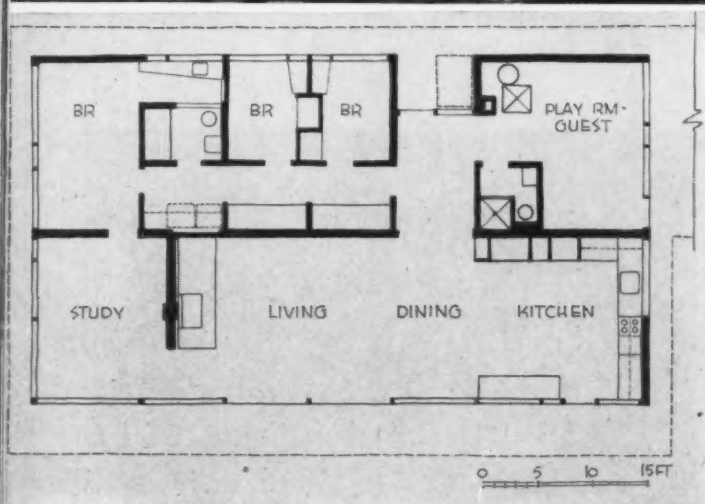 BR
BR
BR
PLAY RM-
GUEST
STUDY
LIVING
DINING
KITCHEN
0 5 10 15FT